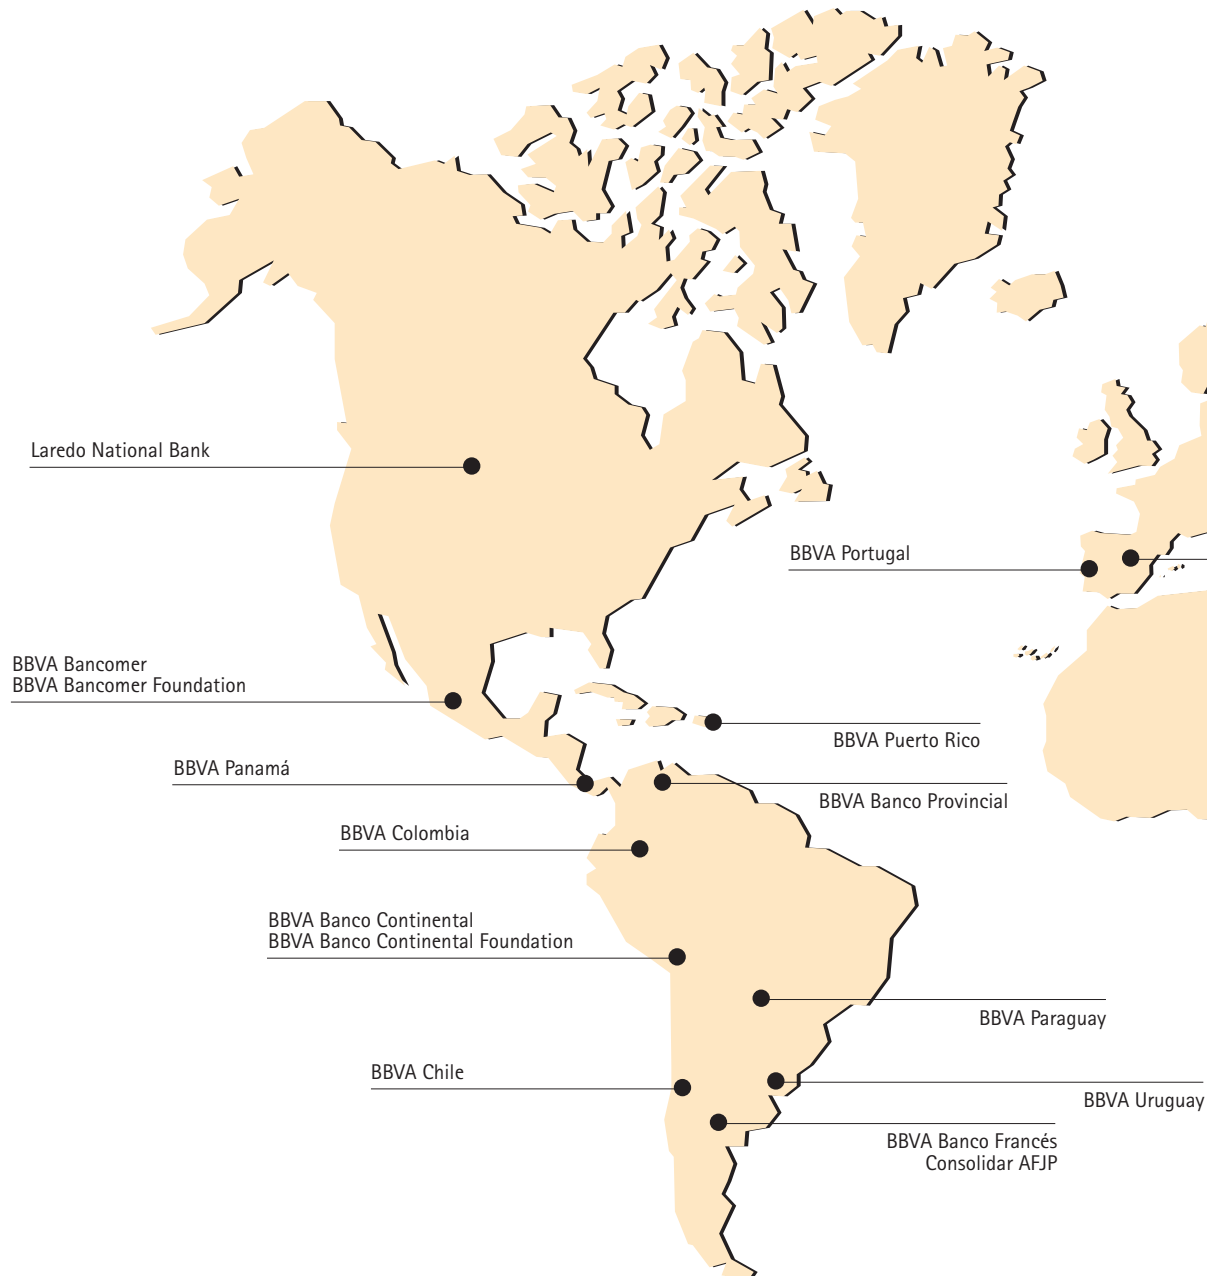 Laredo National Bank
BBVA Portugal
BBVA Bancomer
BBVA Bancomer Foundation
BBVA Puerto Rico
BBVA Panamá
BBVA Banco Provincial
BBVA Colombia
BBVA Banco Continental
BBVA Banco Continental Foundation
BBVA Paraguay
BBVA Chile
BBVA Uruguay
BBVA Banco Francés
Consolidar AFJP